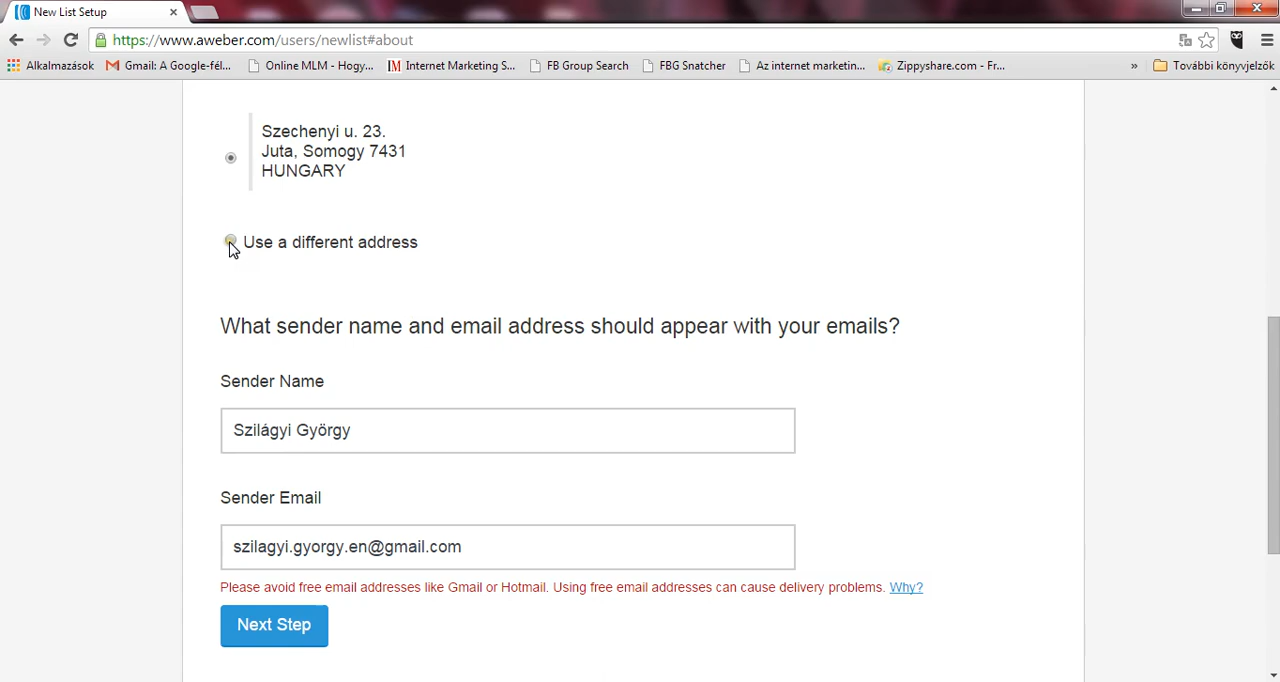 New List Setup
https://www.aweber.com/users/newlist#about
Alkalmazások
Gmail: A Google-fél...
Online MLM - Hogy...
Internet Marketing S...
FB Group Search
FBG Snatcher
Az internet marketin...
Zippyshare.com - Fr...
»
További könyvjelzők
Szechenyi u. 23.
Juta, Somogy 7431
HUNGARY
Use a different address
What sender name and email address should appear with your emails?
Sender Name
Szilágyi György
Sender Email
szilagyi.gyorgy.en@gmail.com
Please avoid free email addresses like Gmail or Hotmail. Using free email addresses can cause delivery problems. Why?
Next Step